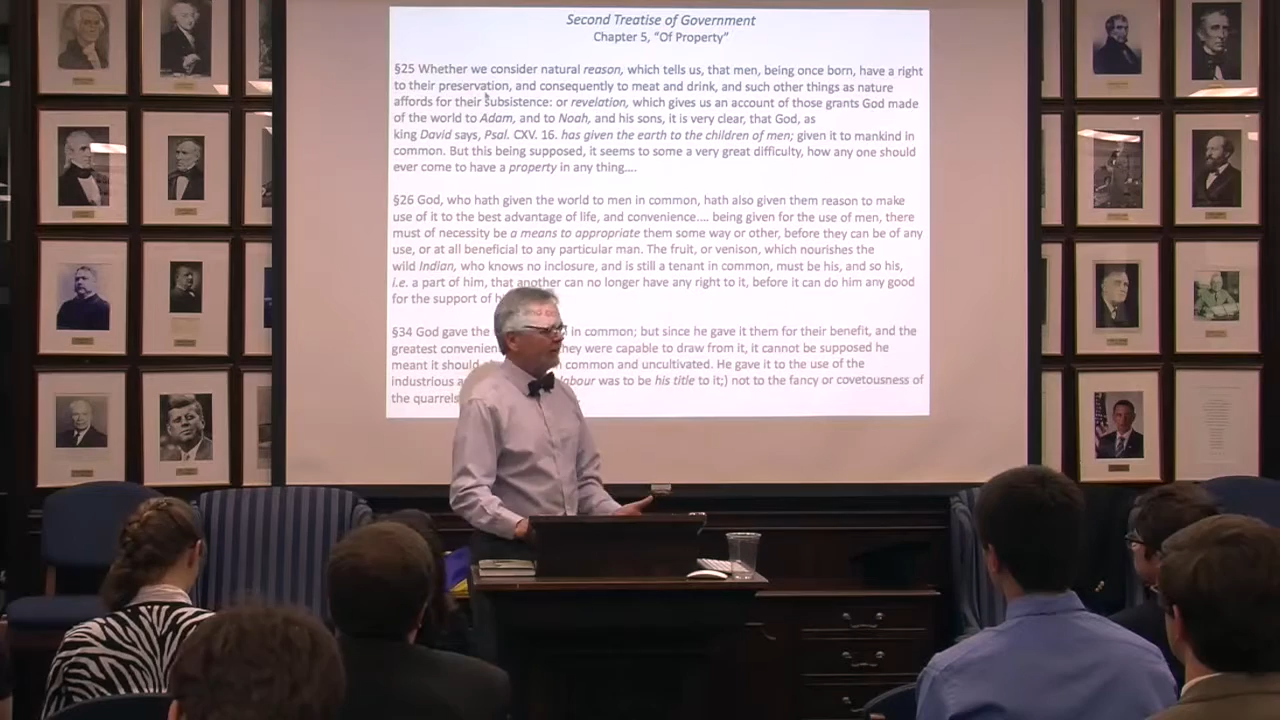 Second Treatise of Government
Chapter 5, "Of Property"
§25 Whether we consider natural reason, which tells us, that men, being once born, have a right
to their preservation, and consequently to meat and drink, and such other things as nature
affords for their subsistence: or revelation, which gives us an account of those grants God made
of the world to Adam, and to Noah, and his sons, it is very clear, that God, as
king David says, Psal. CXV. 16. has given the earth to the children of men; given it to mankind in
common. But this being supposed, it seems to some a very great difficulty, how any one should
ever come to have a property in any thing....
§26 God, who hath given the world to men in common, hath also given them reason to make
use of it to the best advantage of life, and convenience.... being given for the use of men, there
must of necessity be a means to appropriate them some way or other, before they can be of any
use, or at all beneficial to any particular man. The fruit, or venison, which nourishes the
wild Indian, who knows no inclosure, and is still a tenant in common, must be his, and so his,
i.e. a part of him, that another can no longer have any right to it, before it can do him any good
for the support of
§34 God gave the in common; but since he gave it them for their benefit, and the
greatest they were capable to draw from it, it cannot be supposed he
meant it should common and uncultivated. He gave it to the use of the
industrious labour was to be his title to it;) not to the fancy or covetousness of
the